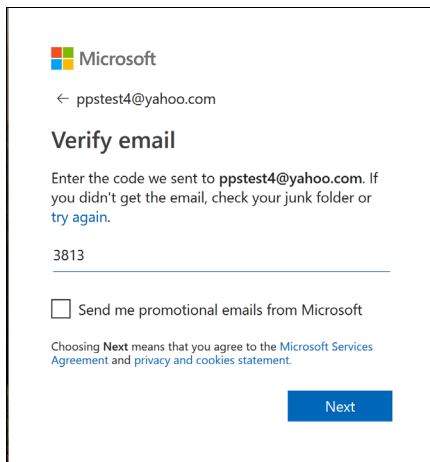 Microsoft
← ppstest4@yahoo.com
Verify email
Enter the code we sent to ppstest4@yahoo.com. If
you didn't get the email, check your junk folder or
try again.
3813
Send me promotional emails from Microsoft
Choosing Next means that you agree to the Microsoft Services
Agreement and privacy and cookies statement.
Next